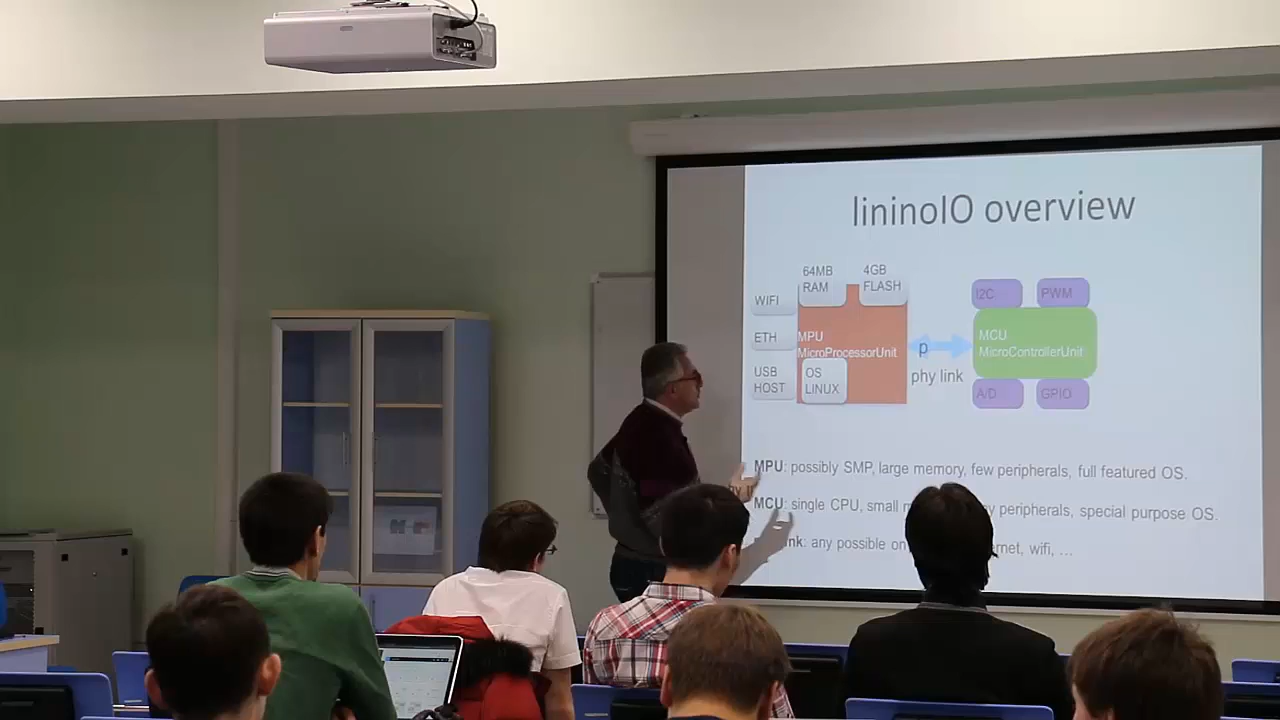 lininoIO overview
64MB
RAM
4GB
FLASH
WIFI
ETH
USB
HOST
MPU
MicroProcessorUnit
OS
LINUX
p
phy link
I2C
PWM
MCU
MicroControllerUnit
A/D
GPIO
MPU: possibly SMP, large memory, few peripherals, full featured OS.
MCU: single CPU, small peripherals, special purpose OS.
any possible on wifi, ...